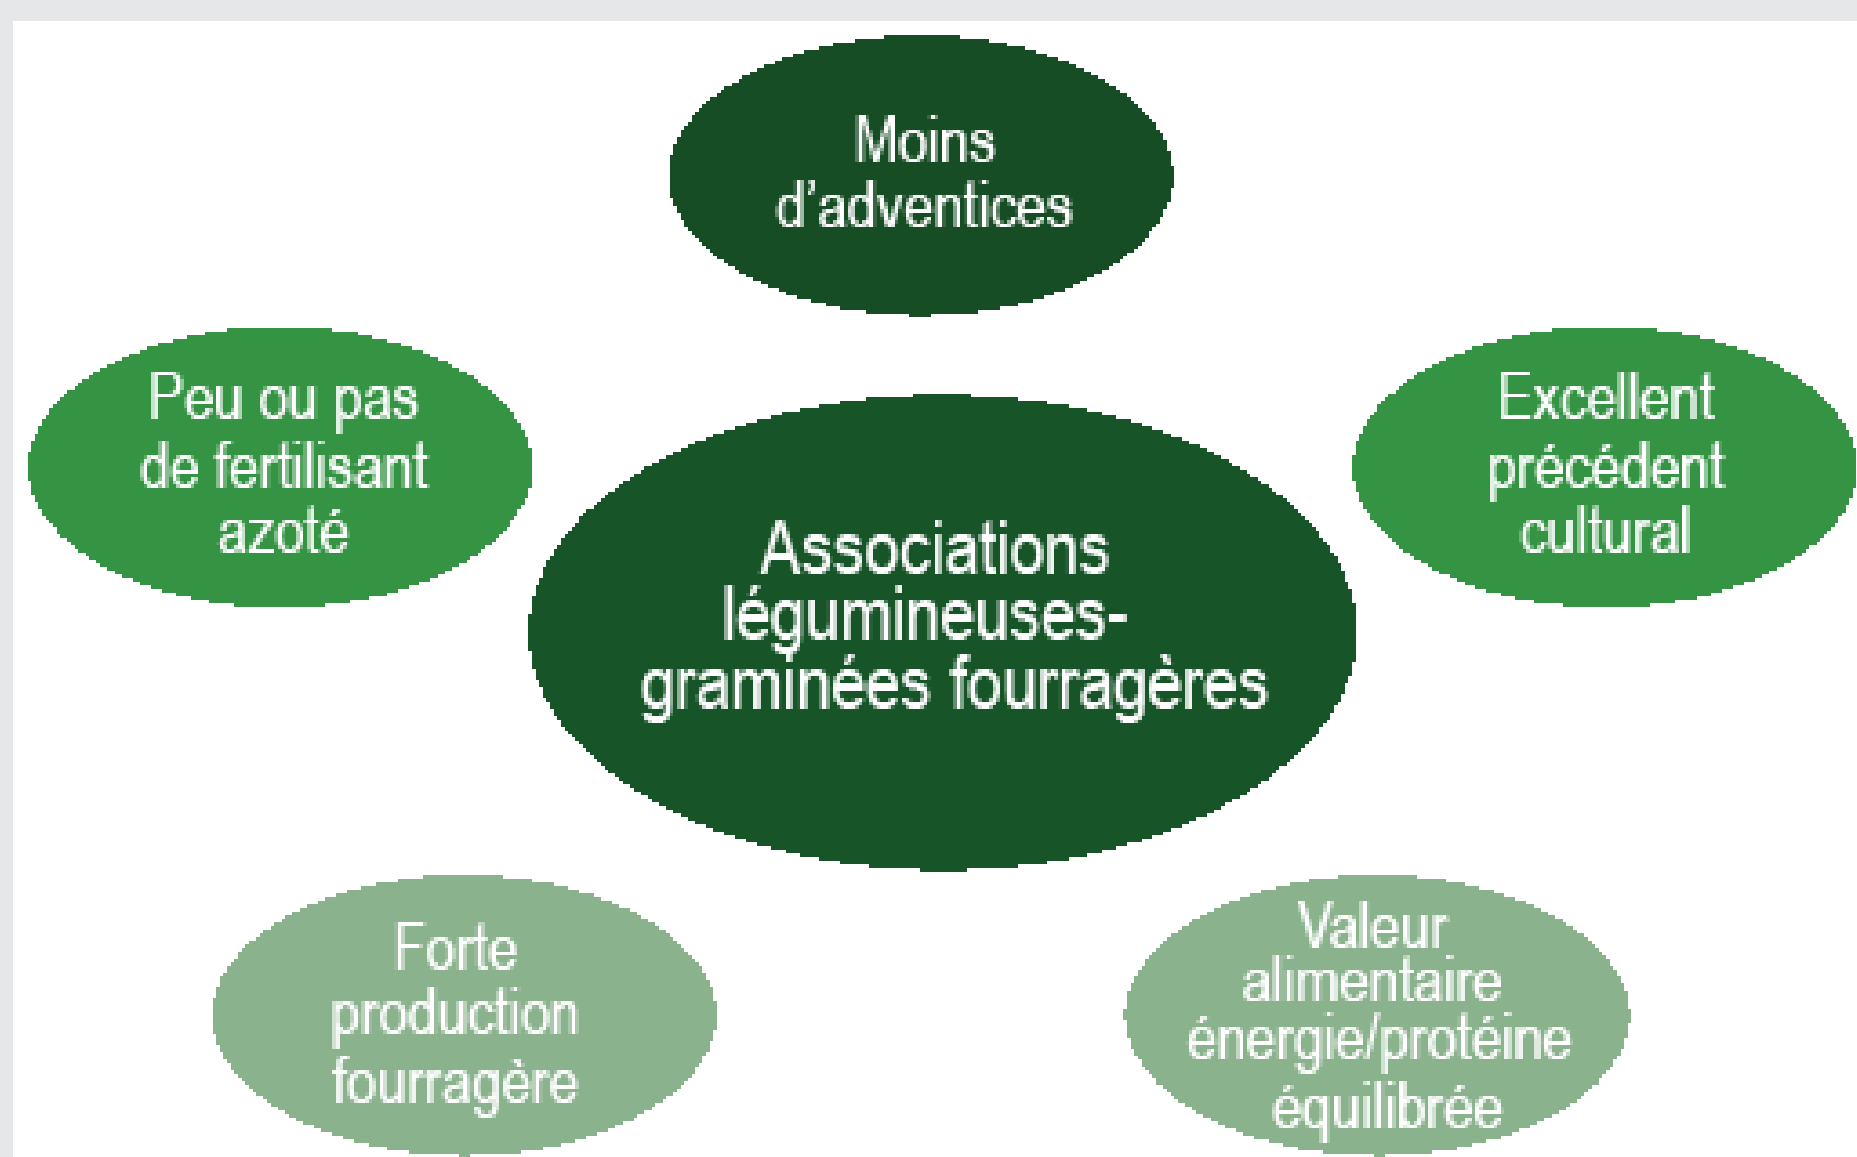 Moins
d'adventices
Peu ou pas
de fertilisant
azoté
Excellent
précédent
cultural
Associations
légumineuses-
graminées fourragères
Forte
production
fourragère
Valeur
alimentaire
énergie/protéine
équilibrée